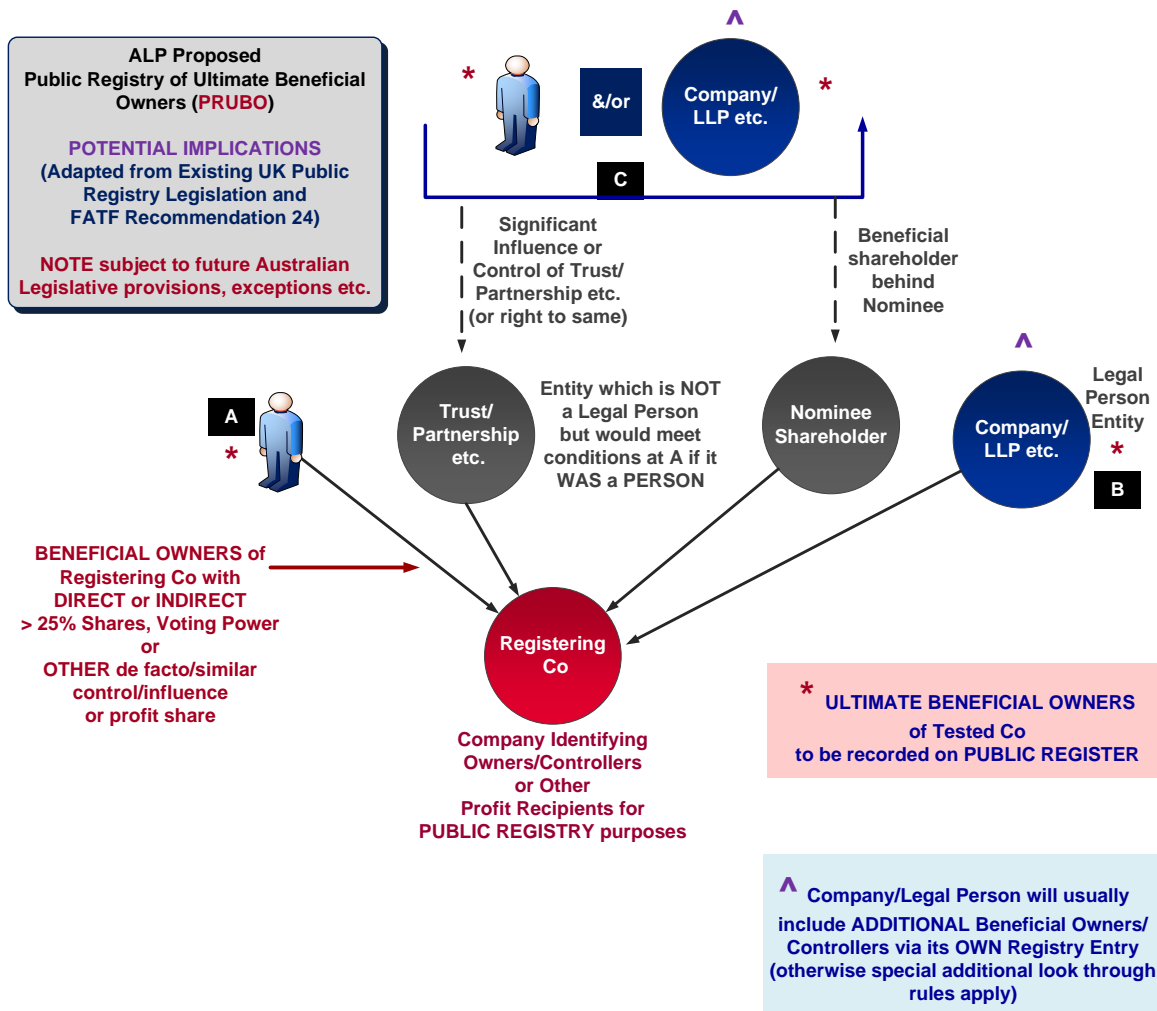 ALP Proposed
Public Registry of Ultimate Beneficial
Owners (PRUBO)
POTENTIAL IMPLICATIONS
(Adapted from Existing UK Public
Registry Legislation and
FATF Recommendation 24)
NOTE subject to future Australian
Legislative provisions, exceptions etc.
^
*
&/or
Company/
LLP etc.
*
C
Significant
Influence or
Control of Trust/
Partnership etc.
(or right to same)
Beneficial
shareholder
behind
Nominee
A
*
Trust/
Partnership
etc.
Entity which is NOT
a Legal Person
but would meet
conditions at A if it
WAS a PERSON
Nominee
Shareholder
^
Company/
LLP etc.
Legal
Person
Entity
*
B
BENEFICIAL OWNERS of
Registering Co with
DIRECT or INDIRECT
> 25% Shares, Voting Power
or
OTHER de facto/similar
control/influence
or profit share
Registering
Co
Company Identifying
Owners/Controllers
or Other
Profit Recipients for
PUBLIC REGISTRY purposes
* ULTIMATE BENEFICIAL OWNERS
of Tested Co
to be recorded on PUBLIC REGISTER
^ Company/Legal Person will usually
include ADDITIONAL Beneficial Owners/
Controllers via its OWN Registry Entry
(otherwise special additional look through
rules apply)